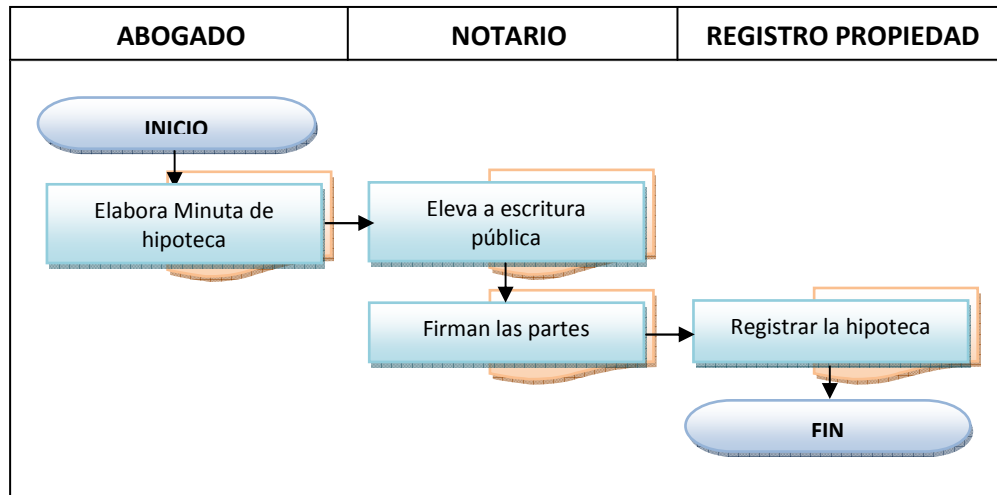 ABOGADO
NOTARIO
REGISTRO PROPIEDAD
INICIO
Elabora Minuta de
hipoteca
Eleva a escritura
pública
Firman las partes
Registrar la hipoteca
FIN